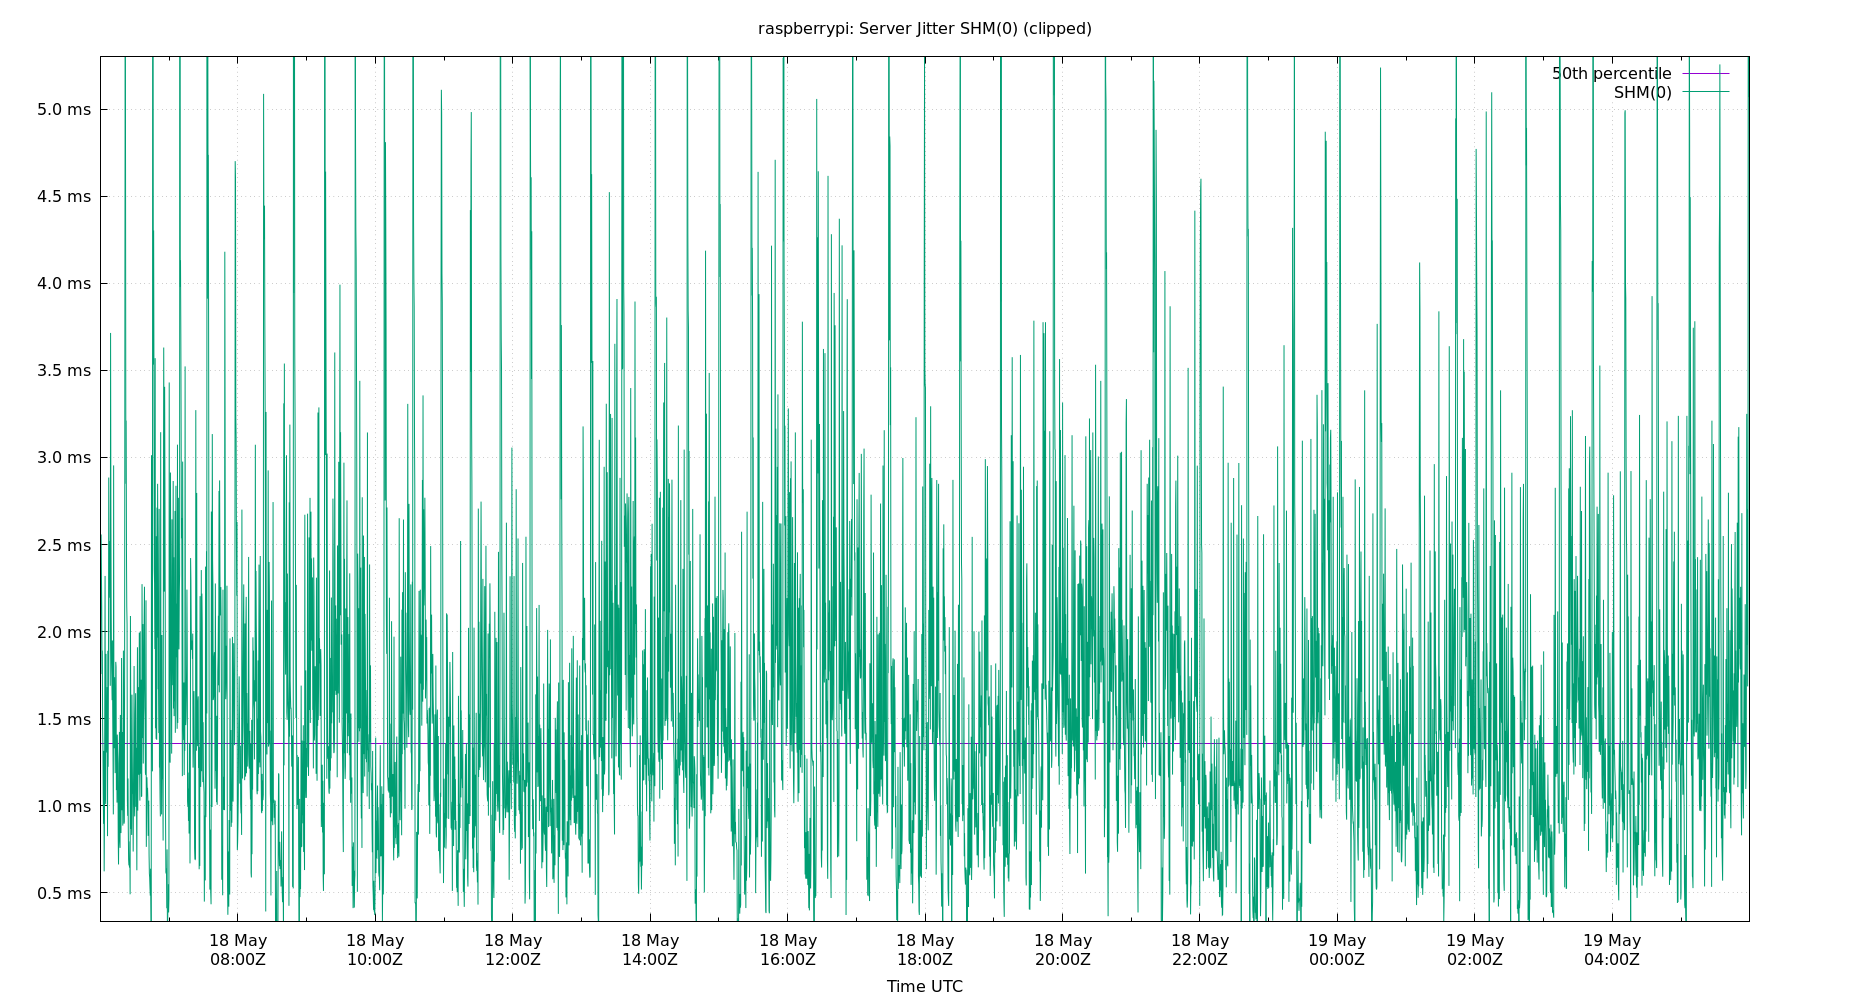 raspberrypi: Server Jitter SHM(0) (clipped)
50th percentile
SHM(0)
5.0 ms
4.5 ms
4.0 ms
3.5 ms
3.0 ms
2.5 ms
2.0 ms
1.5 ms
1.0 ms
0.5 ms
18 May 18 May 18 May 18 May 18 May 18 May 18 May 18 May 19 May 19 May 19 May
08:00Z 10:00Z 12:00Z 14:00Z 16:00Z 18:00Z 20:00Z 22:00Z 00:00Z 02:00Z 04:00Z
Time UTC